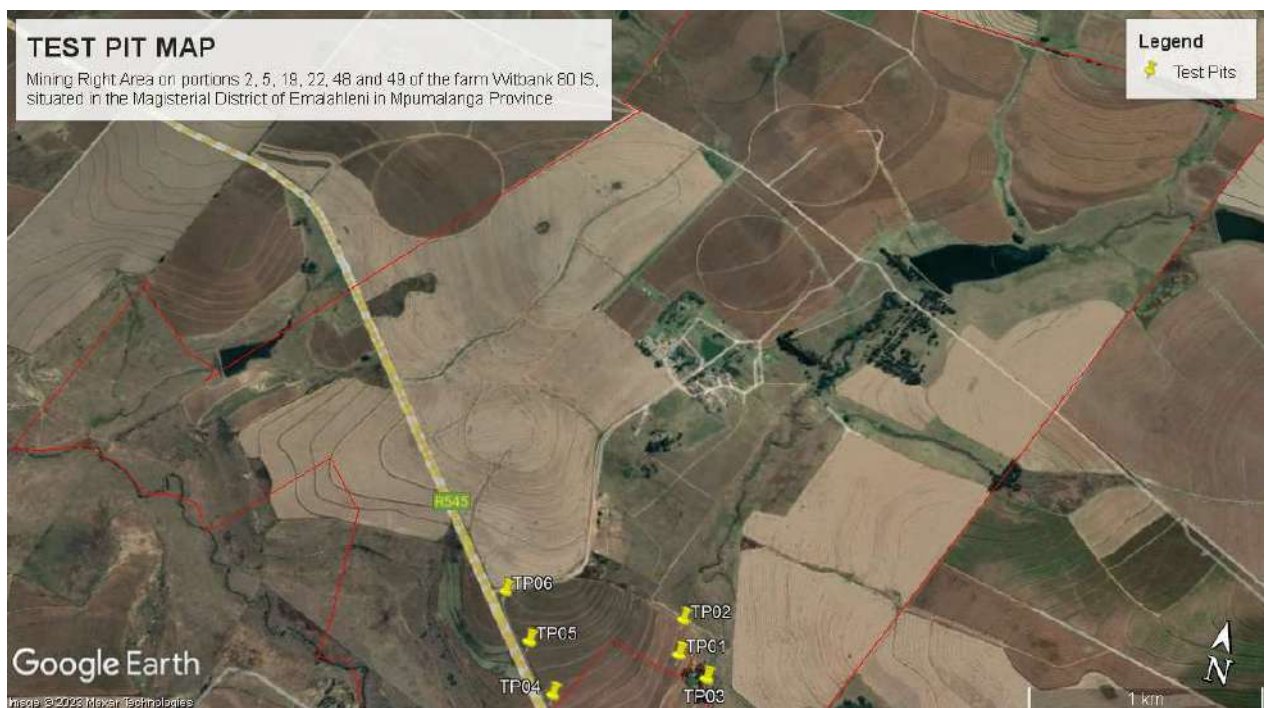 TEST PIT MAP
Mining Right Area on portions 2, 5, 19, 22, 48 and 49 of the farm Witbank 80 IS,
situated in the Magisterial District of Emalahleni in Mpumalanga Province
Legend
Test Pits
R545
TP06
TP02
TP05
TP01
TP04
TP03
Google Earth
N
Image © 2023 Maxar Technologies
1 km